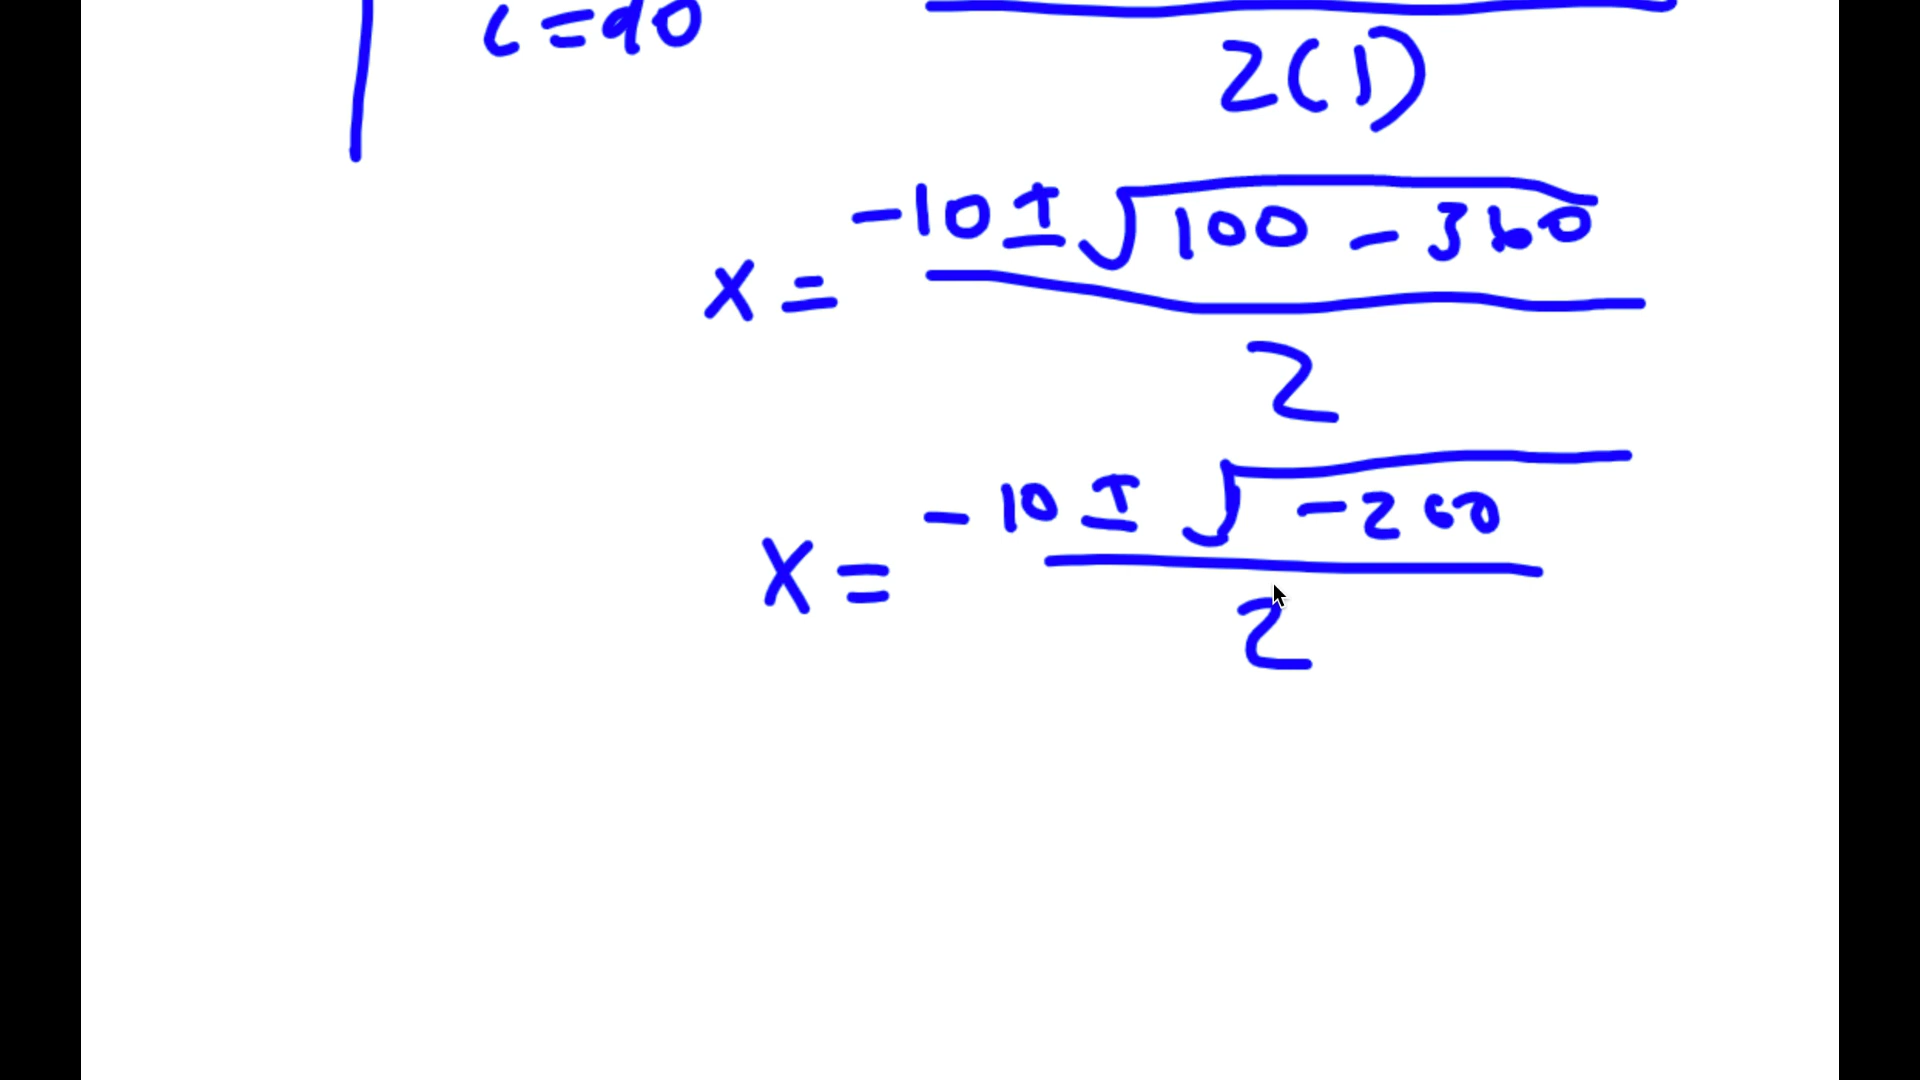 c = 90
2(1)
x = -10 ± √100 - 360
2
x = -10 ± √-260
2